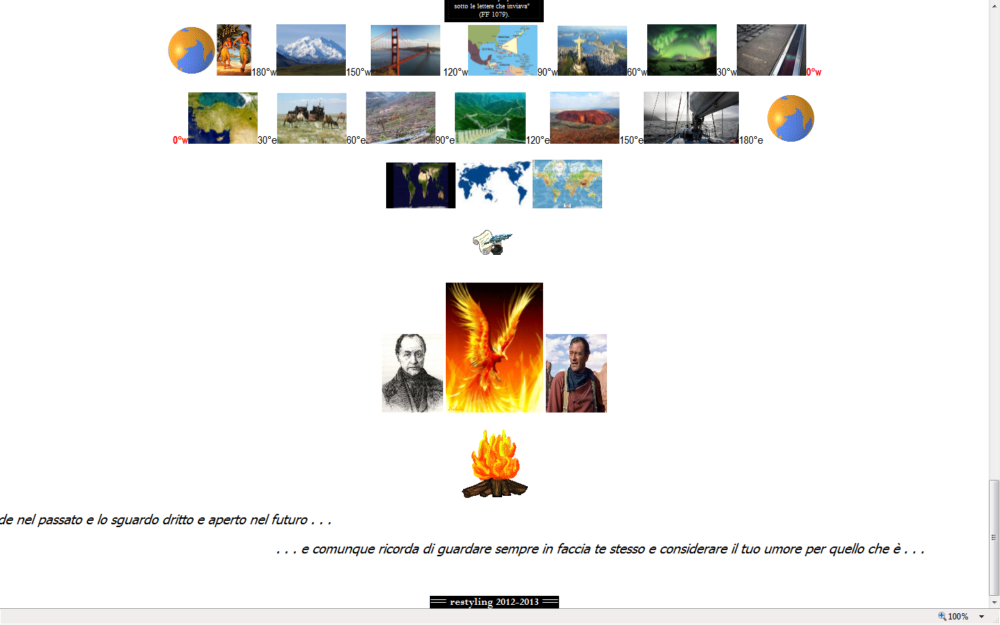 sotto le lettere che inviava"
(FF 1079).
180°w 150°w 120°w 90°w 60°w 30°w 0°w
0°w 30°e 60°e 90°e 120°e 150°e 180°e
de nel passato e lo sguardo dritto e aperto nel futuro . . .
. . . e comunque ricorda di guardare sempre in faccia te stesso e considerare il tuo umore per quello che è . . .
restyling 2012-2013
100%